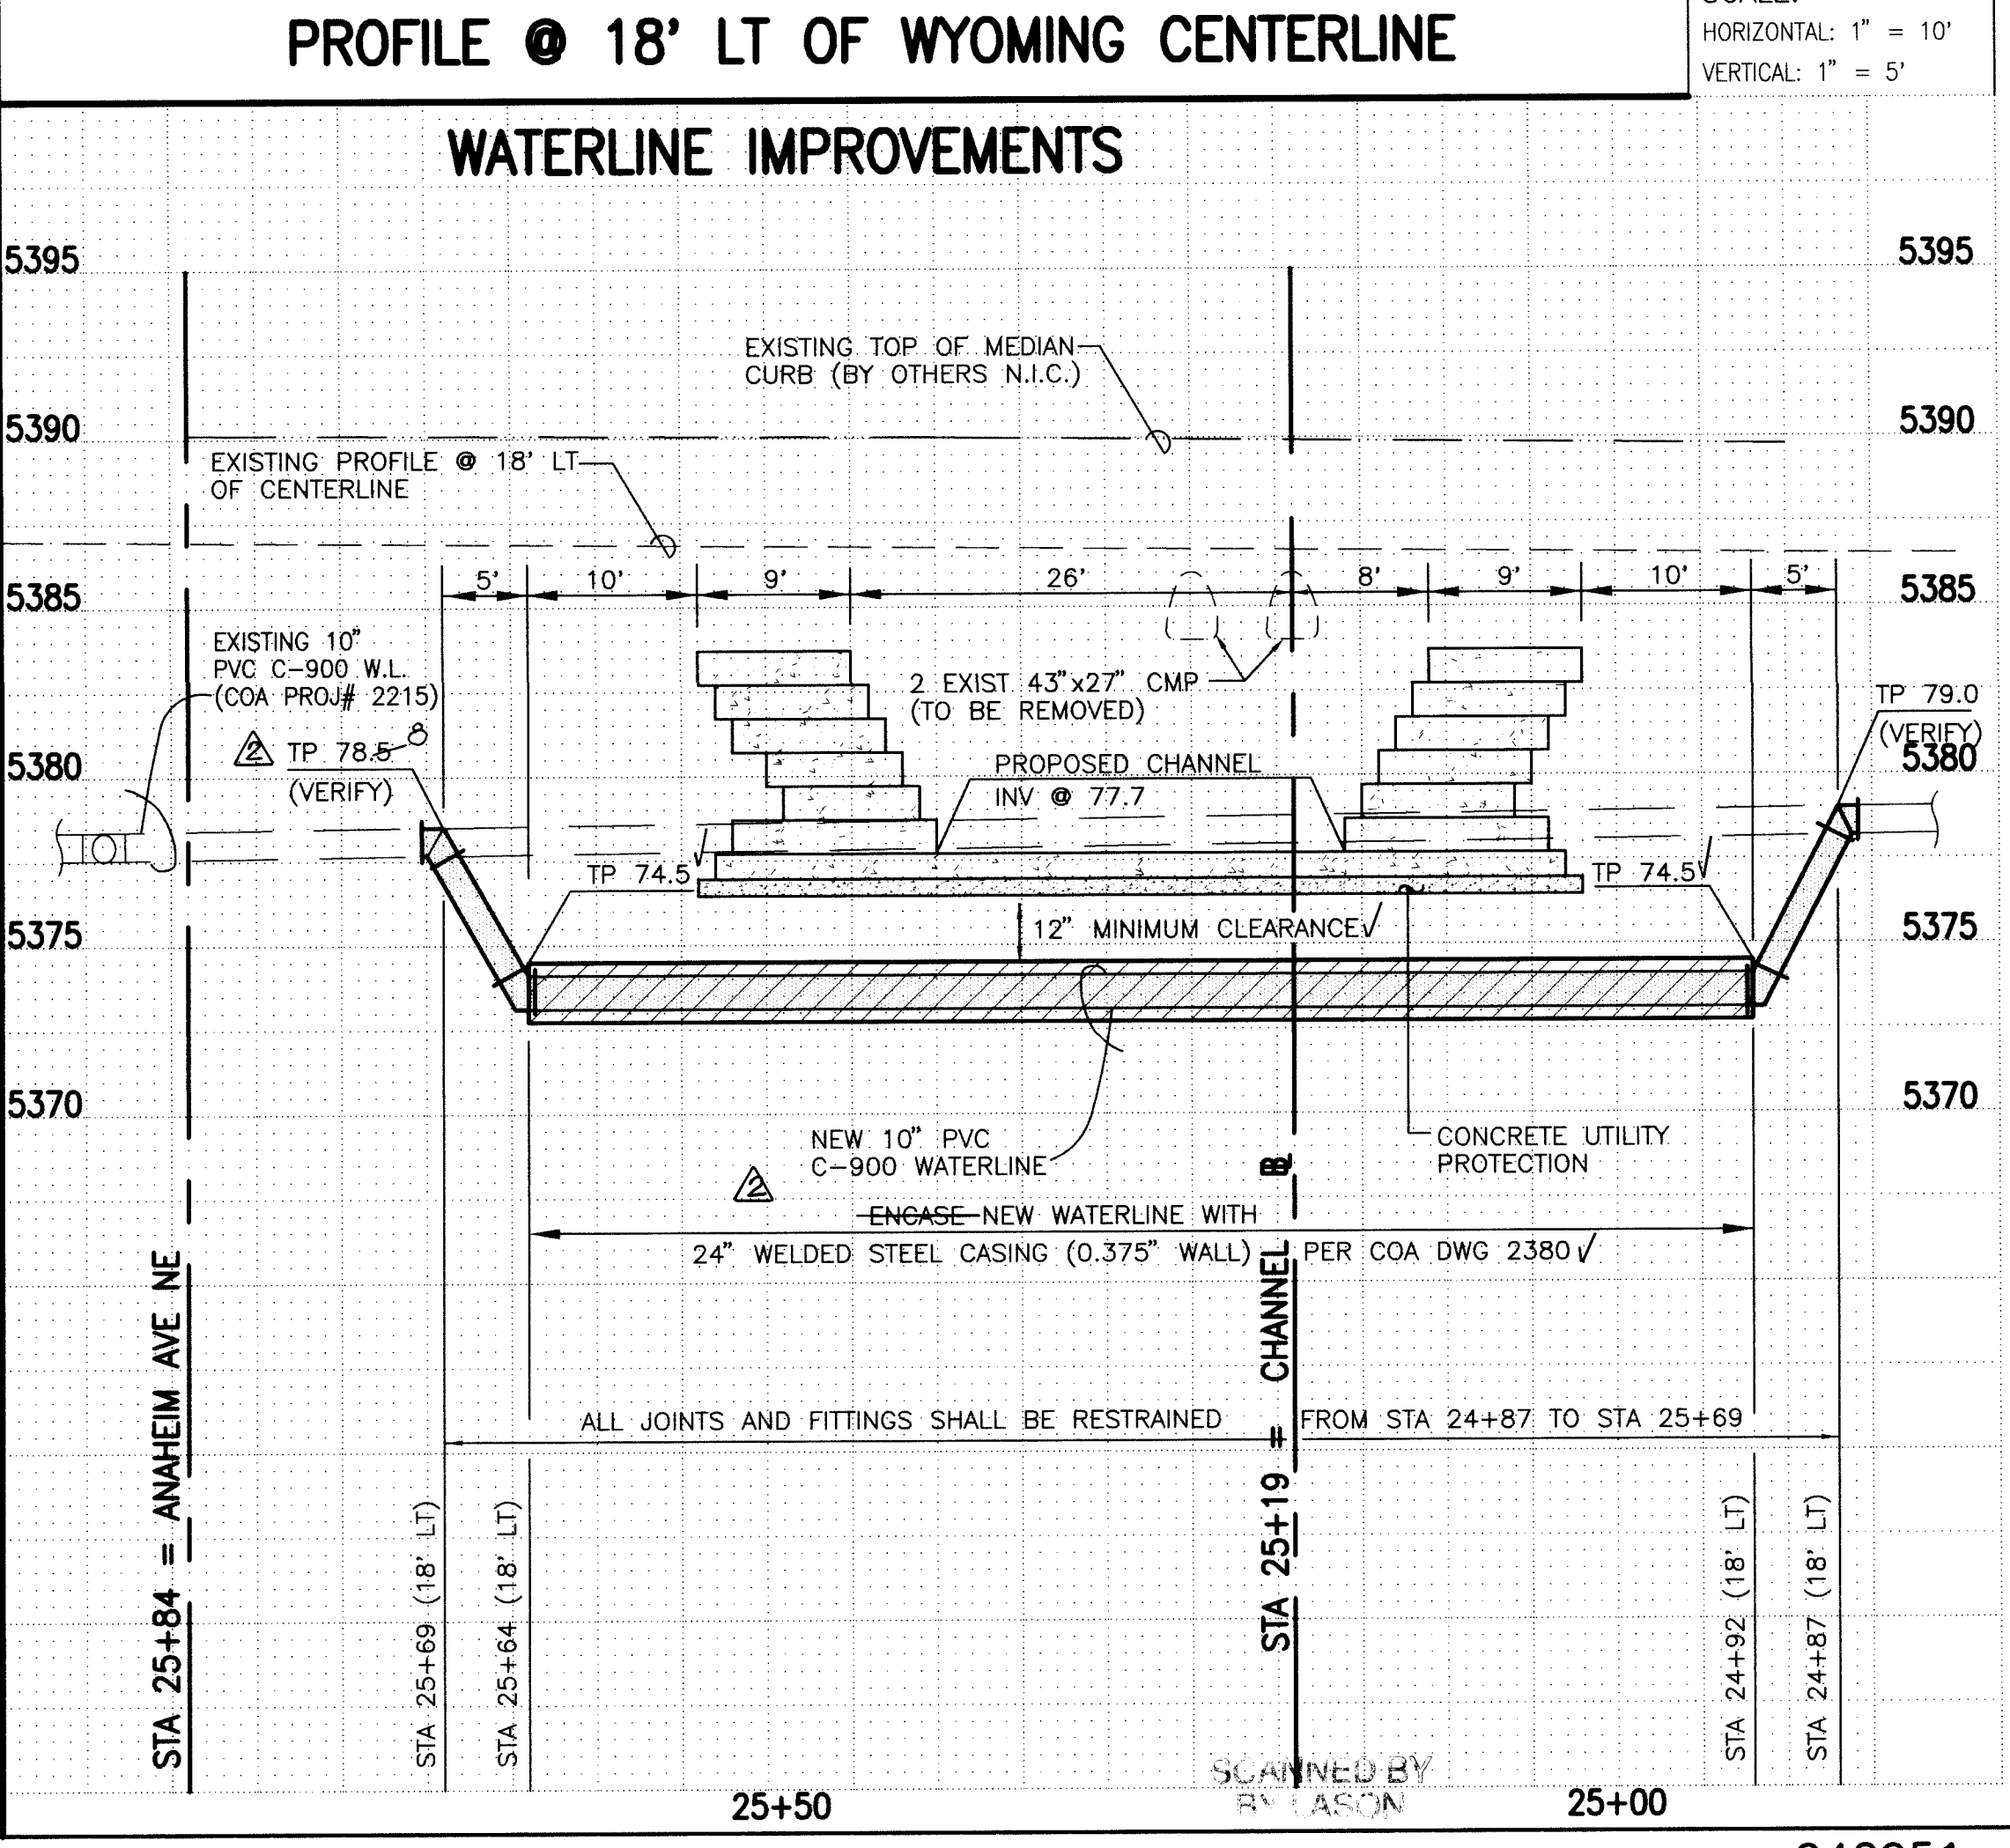 PROFILE @ 18' LT OF WYOMING CENTERLINE
HORIZONTAL: 1" = 10'
VERTICAL: 1" = 5'
WATERLINE IMPROVEMENTS
5395
5395
EXISTING TOP OF MEDIAN
CURB (BY OTHERS N.I.C.)
5390
5390
EXISTING PROFILE @ 18' LT
OF CENTERLINE
5'
10'
9'
26'
8'
9'
10'
5'
5385
5385
EXISTING 10"
PVC C-900 W.L.
(COA PROJ# 2215)
2 EXIST 43"x27" CMP
(TO BE REMOVED)
TP 79.0
(VERIFY)
2 TP 78.5 8
(VERIFY)
5380
5380
PROPOSED CHANNEL
INV @ 77.7
TP 74.5
TP 74.5
12" MINIMUM CLEARANCE
5375
5375
5370
5370
NEW 10" PVC
C-900 WATERLINE
CONCRETE UTILITY
PROTECTION
2
ENCASE NEW WATERLINE WITH
24" WELDED STEEL CASING (0.375" WALL) PER COA DWG 2380
ALL JOINTS AND FITTINGS SHALL BE RESTRAINED FROM STA 24+87 TO STA 25+69
STA 25+84 = ANAHEIM AVE NE
STA 25+69 (18' LT)
STA 25+64 (18' LT)
STA 25+19 = CHANNEL B
STA 24+92 (18' LT)
STA 24+87 (18' LT)
SCANNED BY
BY LASON
25+50
25+00